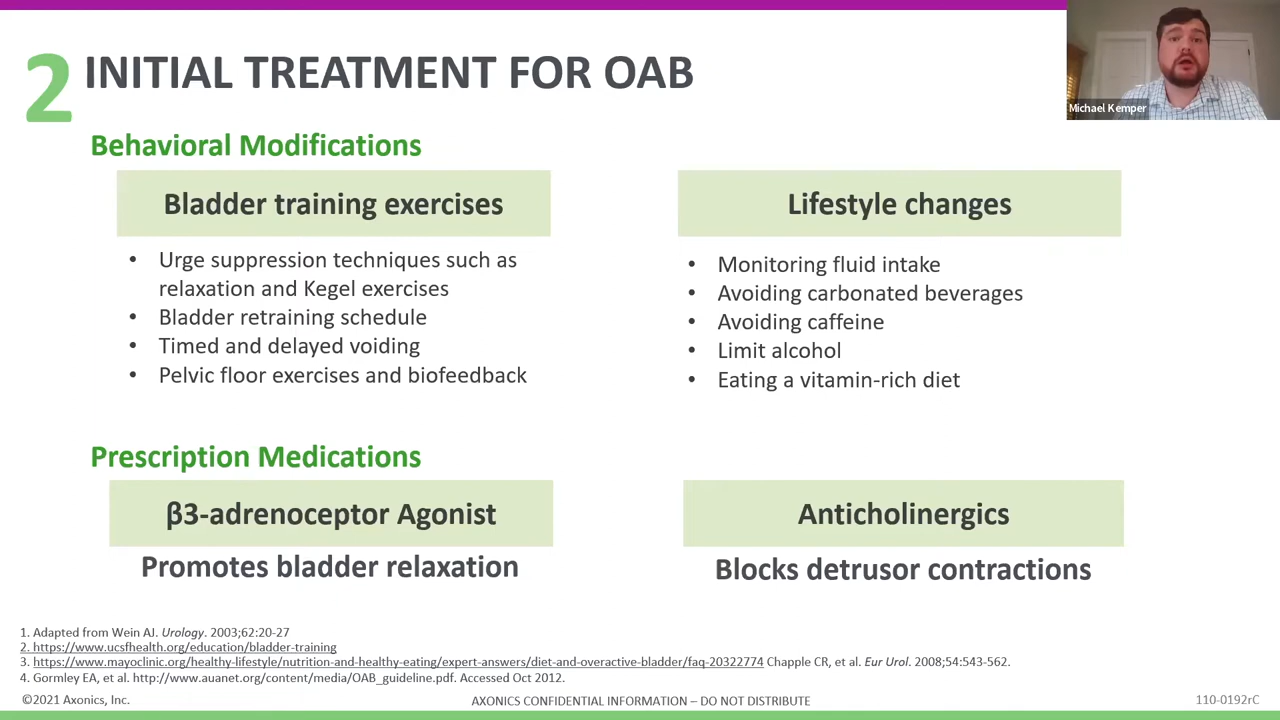 2 INITIAL TREATMENT FOR OAB
Michael Kemper
Behavioral Modifications
Bladder training exercises
• Urge suppression techniques such as
relaxation and Kegel exercises
• Bladder retraining schedule
• Timed and delayed voiding
• Pelvic floor exercises and biofeedback
Lifestyle changes
• Monitoring fluid intake
• Avoiding carbonated beverages
• Avoiding caffeine
• Limit alcohol
• Eating a vitamin-rich diet
Prescription Medications
β3-adrenoceptor Agonist
Promotes bladder relaxation
Anticholinergics
Blocks detrusor contractions
1. Adapted from Wein AJ. Urology. 2003;62:20-27
2. https://www.ucsfhealth.org/education/bladder-training
3. https://www.mayoclinic.org/healthy-lifestyle/nutrition-and-healthy-eating/expert-answers/diet-and-overactive-bladder/faq-20322774 Chapple CR, et al. Eur Urol. 2008;54:543-562.
4. Gormley EA, et al. http://www.auanet.org/content/media/OAB_guideline.pdf. Accessed Oct 2012.
©2021 Axonics, Inc.
AXONICS CONFIDENTIAL INFORMATION – DO NOT DISTRIBUTE
110-0192rC